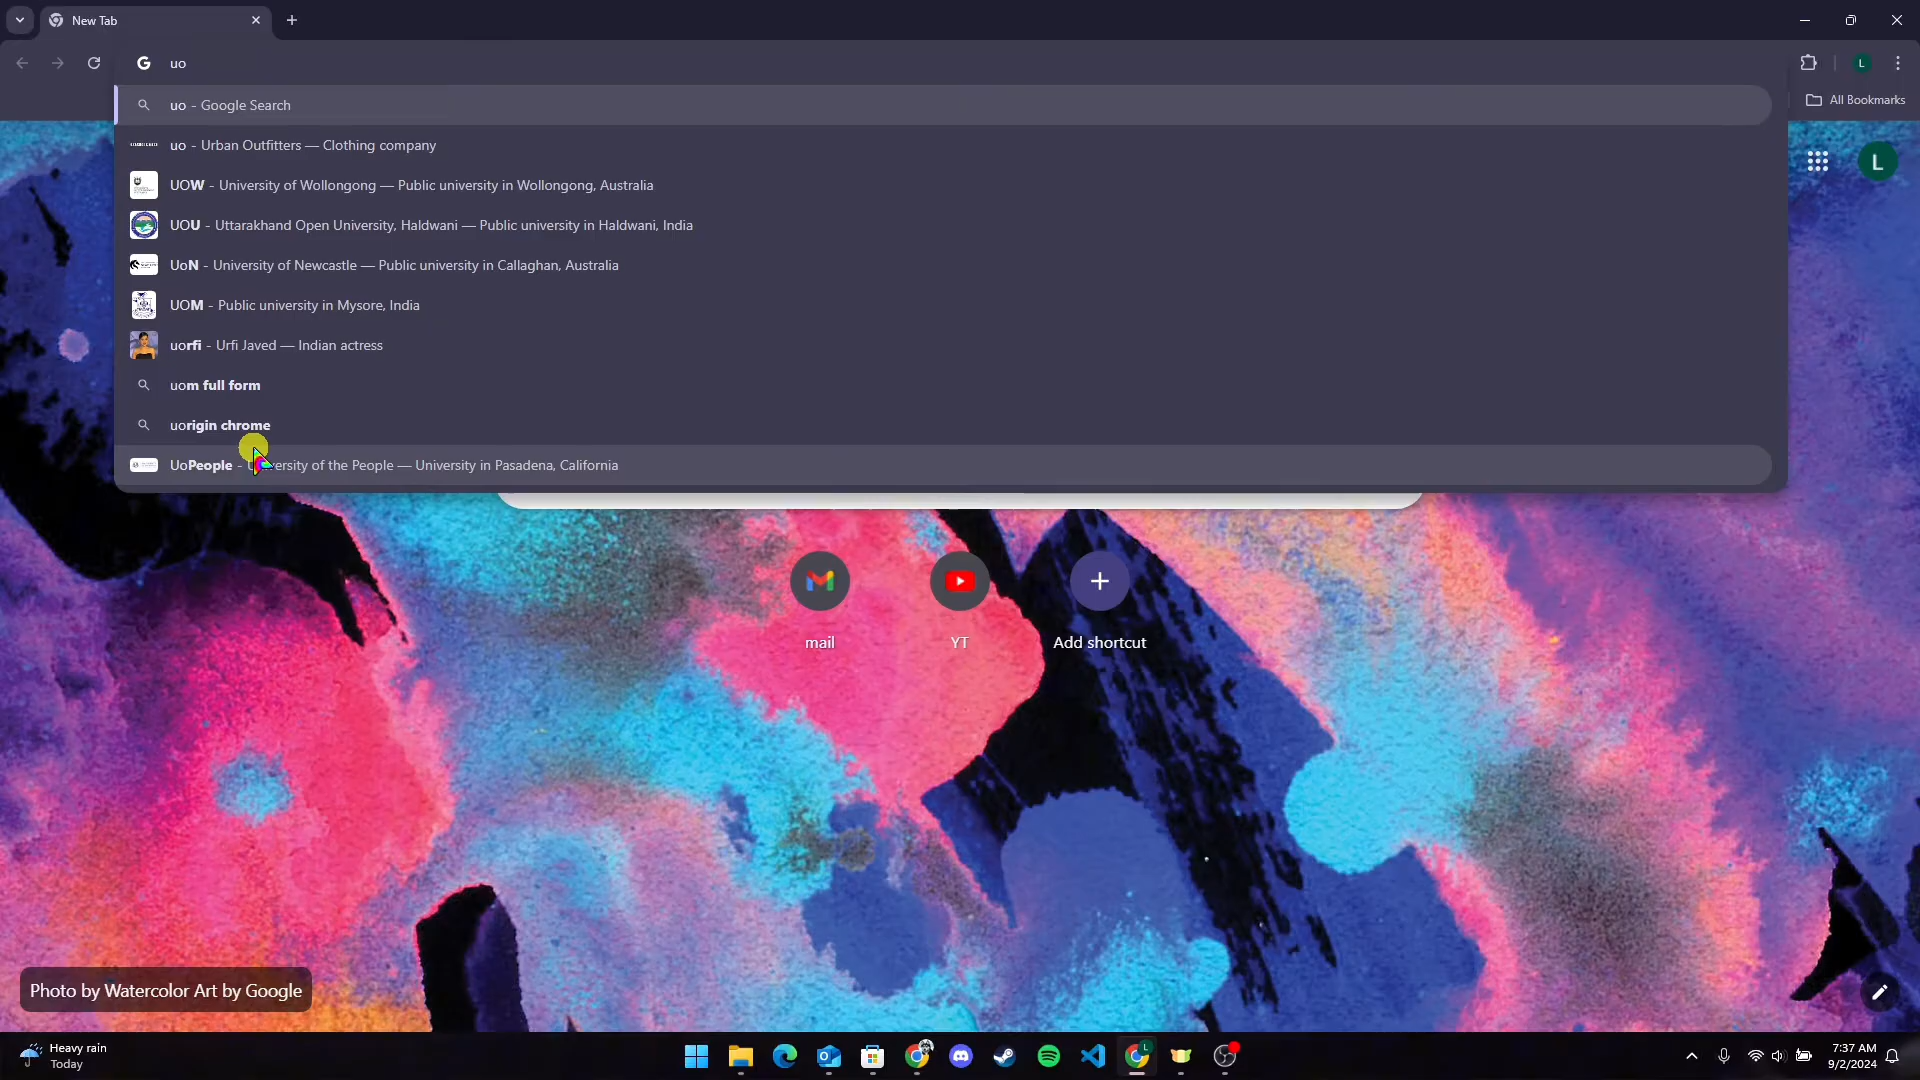 New Tab
uo
uo - Google Search
All Bookmarks
uo - Urban Outfitters — Clothing company
L
UOW - University of Wollongong — Public university in Wollongong, Australia
UOU - Uttarakhand Open University, Haldwani — Public university in Haldwani, India
UoN - University of Newcastle — Public university in Callaghan, Australia
UOM - Public university in Mysore, India
uorfi - Urfi Javed — Indian actress
uom full form
uorigin chrome
UoPeople - University of the People — University in Pasadena, California
mail
YT
Add shortcut
Photo by Watercolor Art by Google
Heavy rain
Today
7:37 AM
9/2/2024